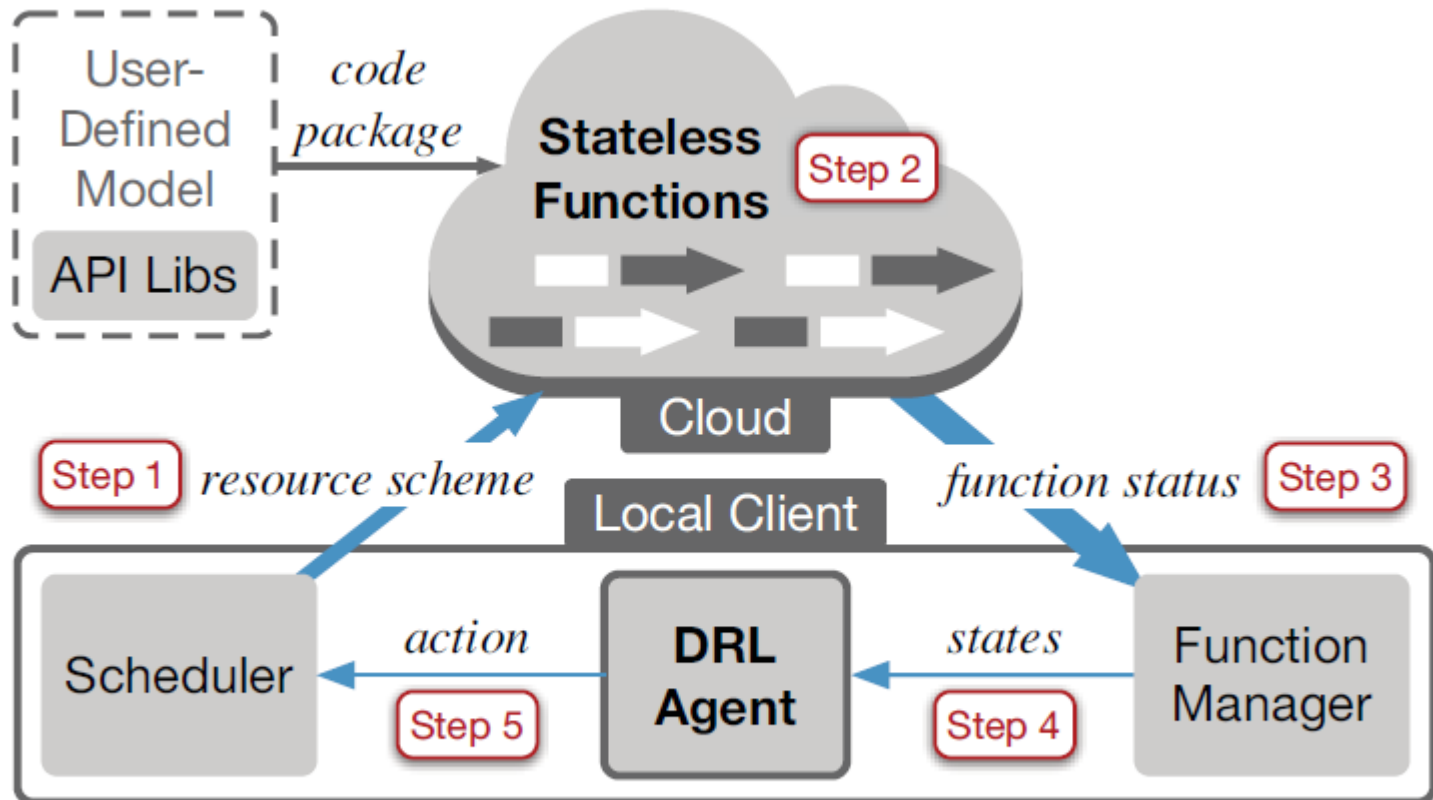 User-
Defined
Model
API Libs
code
package
Stateless
Functions
Step 2
Cloud
Step 1
resource scheme
function status
Step 3
Local Client
Scheduler
action
Step 5
DRL
Agent
states
Step 4
Function
Manager